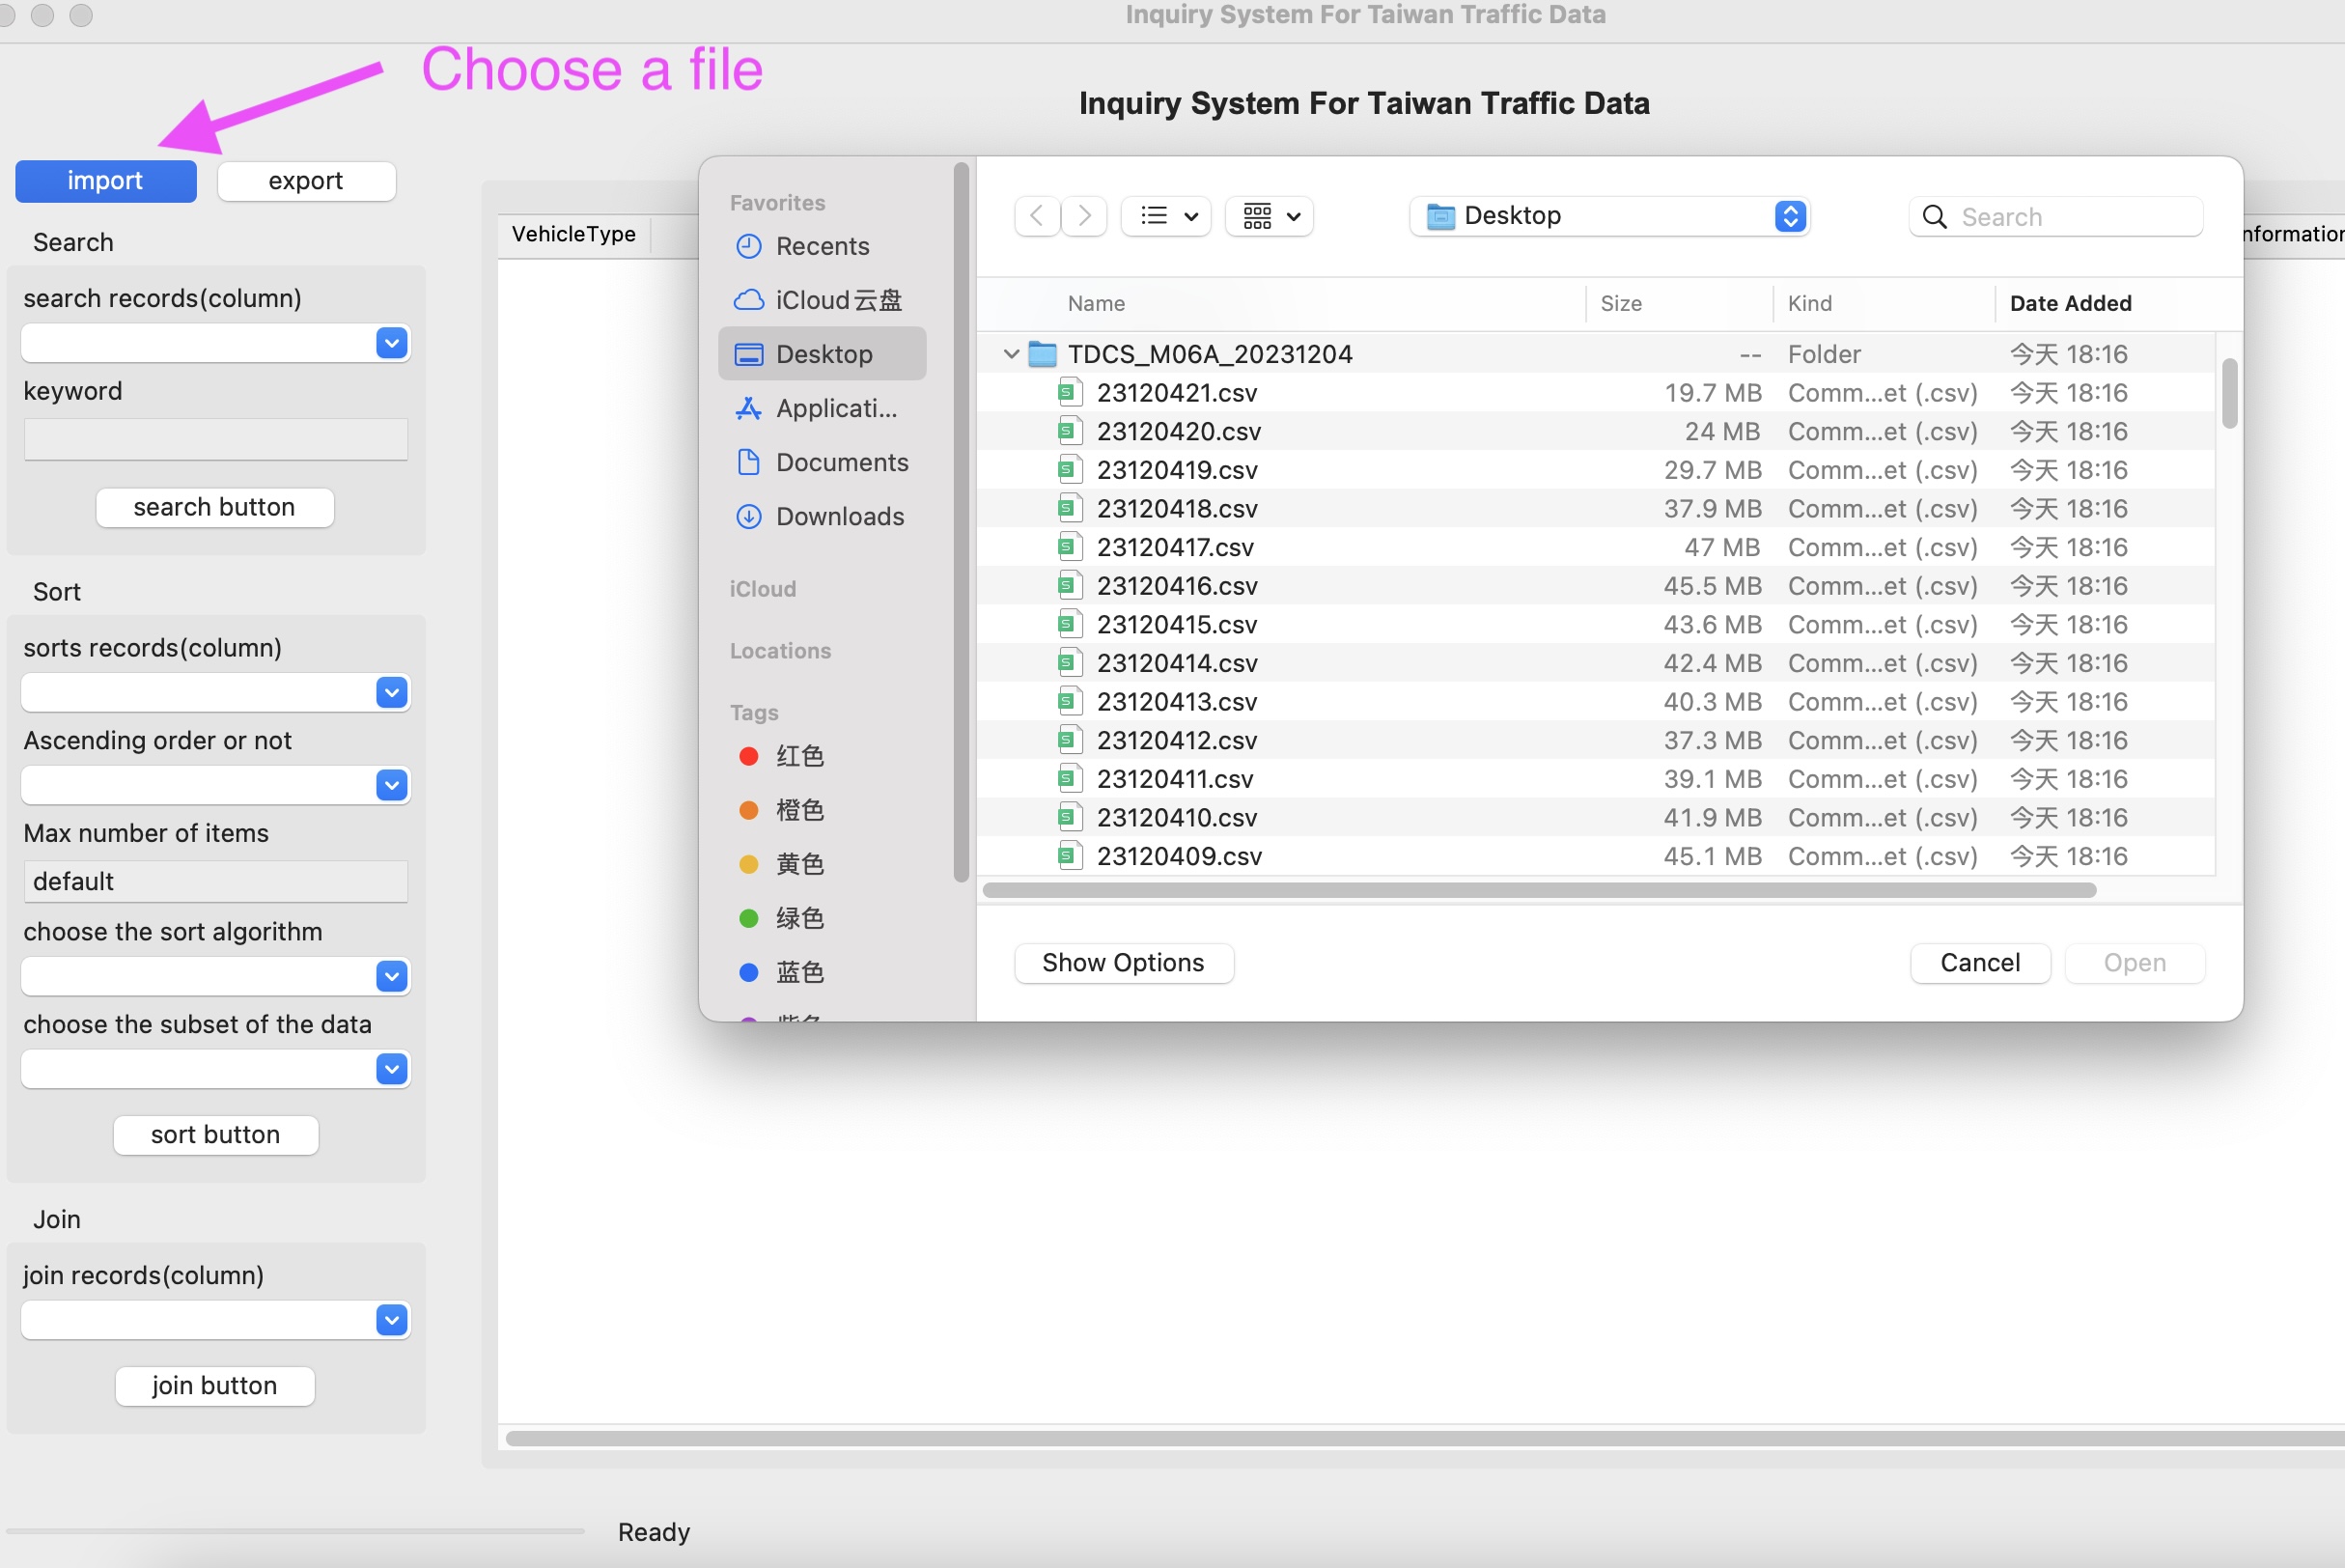 Inquiry System For Taiwan Traffic Data
Choose a file
Inquiry System For Taiwan Traffic Data
import
export
Search
search records(column)
keyword
search button
Sort
sorts records(column)
Ascending order or not
Max number of items
default
choose the sort algorithm
choose the subset of the data
sort button
Join
join records(column)
join button
VehicleType
nformation
Favorites
Recents
iCloud云盘
Desktop
Applicati...
Documents
Downloads
iCloud
Locations
Tags
红色
橙色
黄色
绿色
蓝色
Desktop
Search
Name Size Kind Date Added
TDCS_M06A_20231204 -- Folder 今天 18:16
23120421.csv 19.7 MB Comm...et (.csv) 今天 18:16
23120420.csv 24 MB Comm...et (.csv) 今天 18:16
23120419.csv 29.7 MB Comm...et (.csv) 今天 18:16
23120418.csv 37.9 MB Comm...et (.csv) 今天 18:16
23120417.csv 47 MB Comm...et (.csv) 今天 18:16
23120416.csv 45.5 MB Comm...et (.csv) 今天 18:16
23120415.csv 43.6 MB Comm...et (.csv) 今天 18:16
23120414.csv 42.4 MB Comm...et (.csv) 今天 18:16
23120413.csv 40.3 MB Comm...et (.csv) 今天 18:16
23120412.csv 37.3 MB Comm...et (.csv) 今天 18:16
23120411.csv 39.1 MB Comm...et (.csv) 今天 18:16
23120410.csv 41.9 MB Comm...et (.csv) 今天 18:16
23120409.csv 45.1 MB Comm...et (.csv) 今天 18:16
Show Options
Cancel
Open
Ready